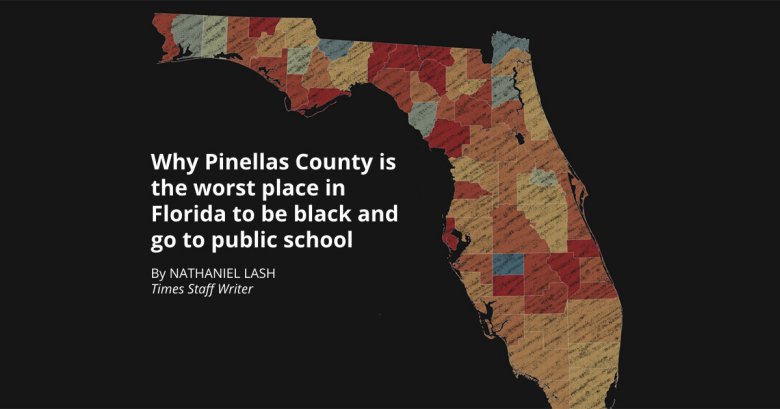 Why Pinellas County is
the worst place in
Florida to be black and
go to public school
By NATHANIEL LASH
Times Staff Writer